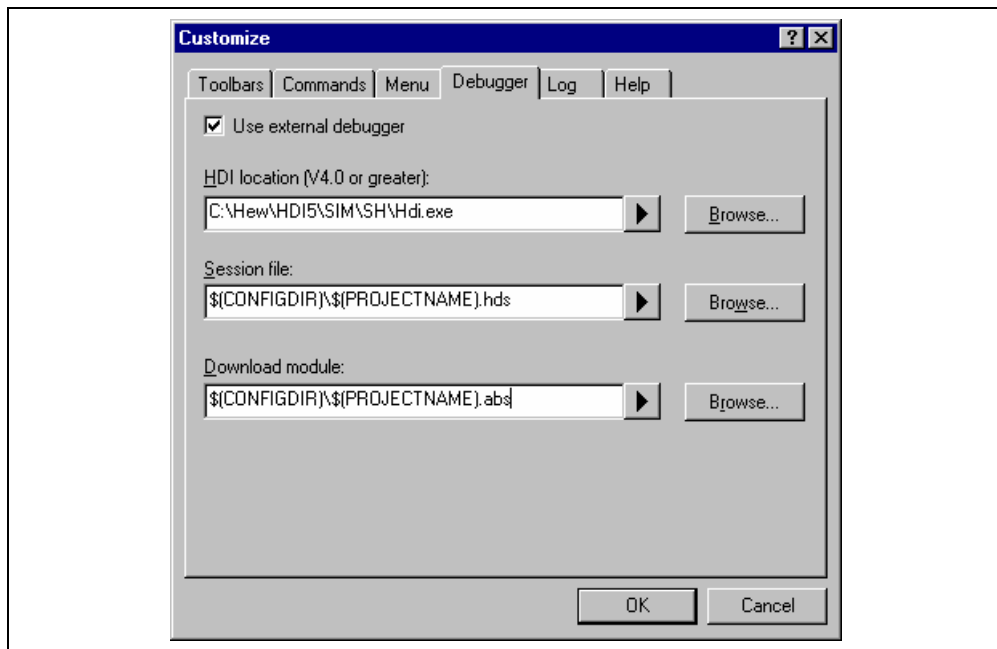 Customize
Toolbars Commands Menu Debugger Log Help
Use external debugger
HDI location (V4.0 or greater):
C:\Hew\HDI5\SIM\SH\Hdi.exe Browse...
Session file:
$(CONFIGDIR)\$(PROJECTNAME).hds Browse...
Download module:
$(CONFIGDIR)\$(PROJECTNAME).abs Browse...
OK Cancel